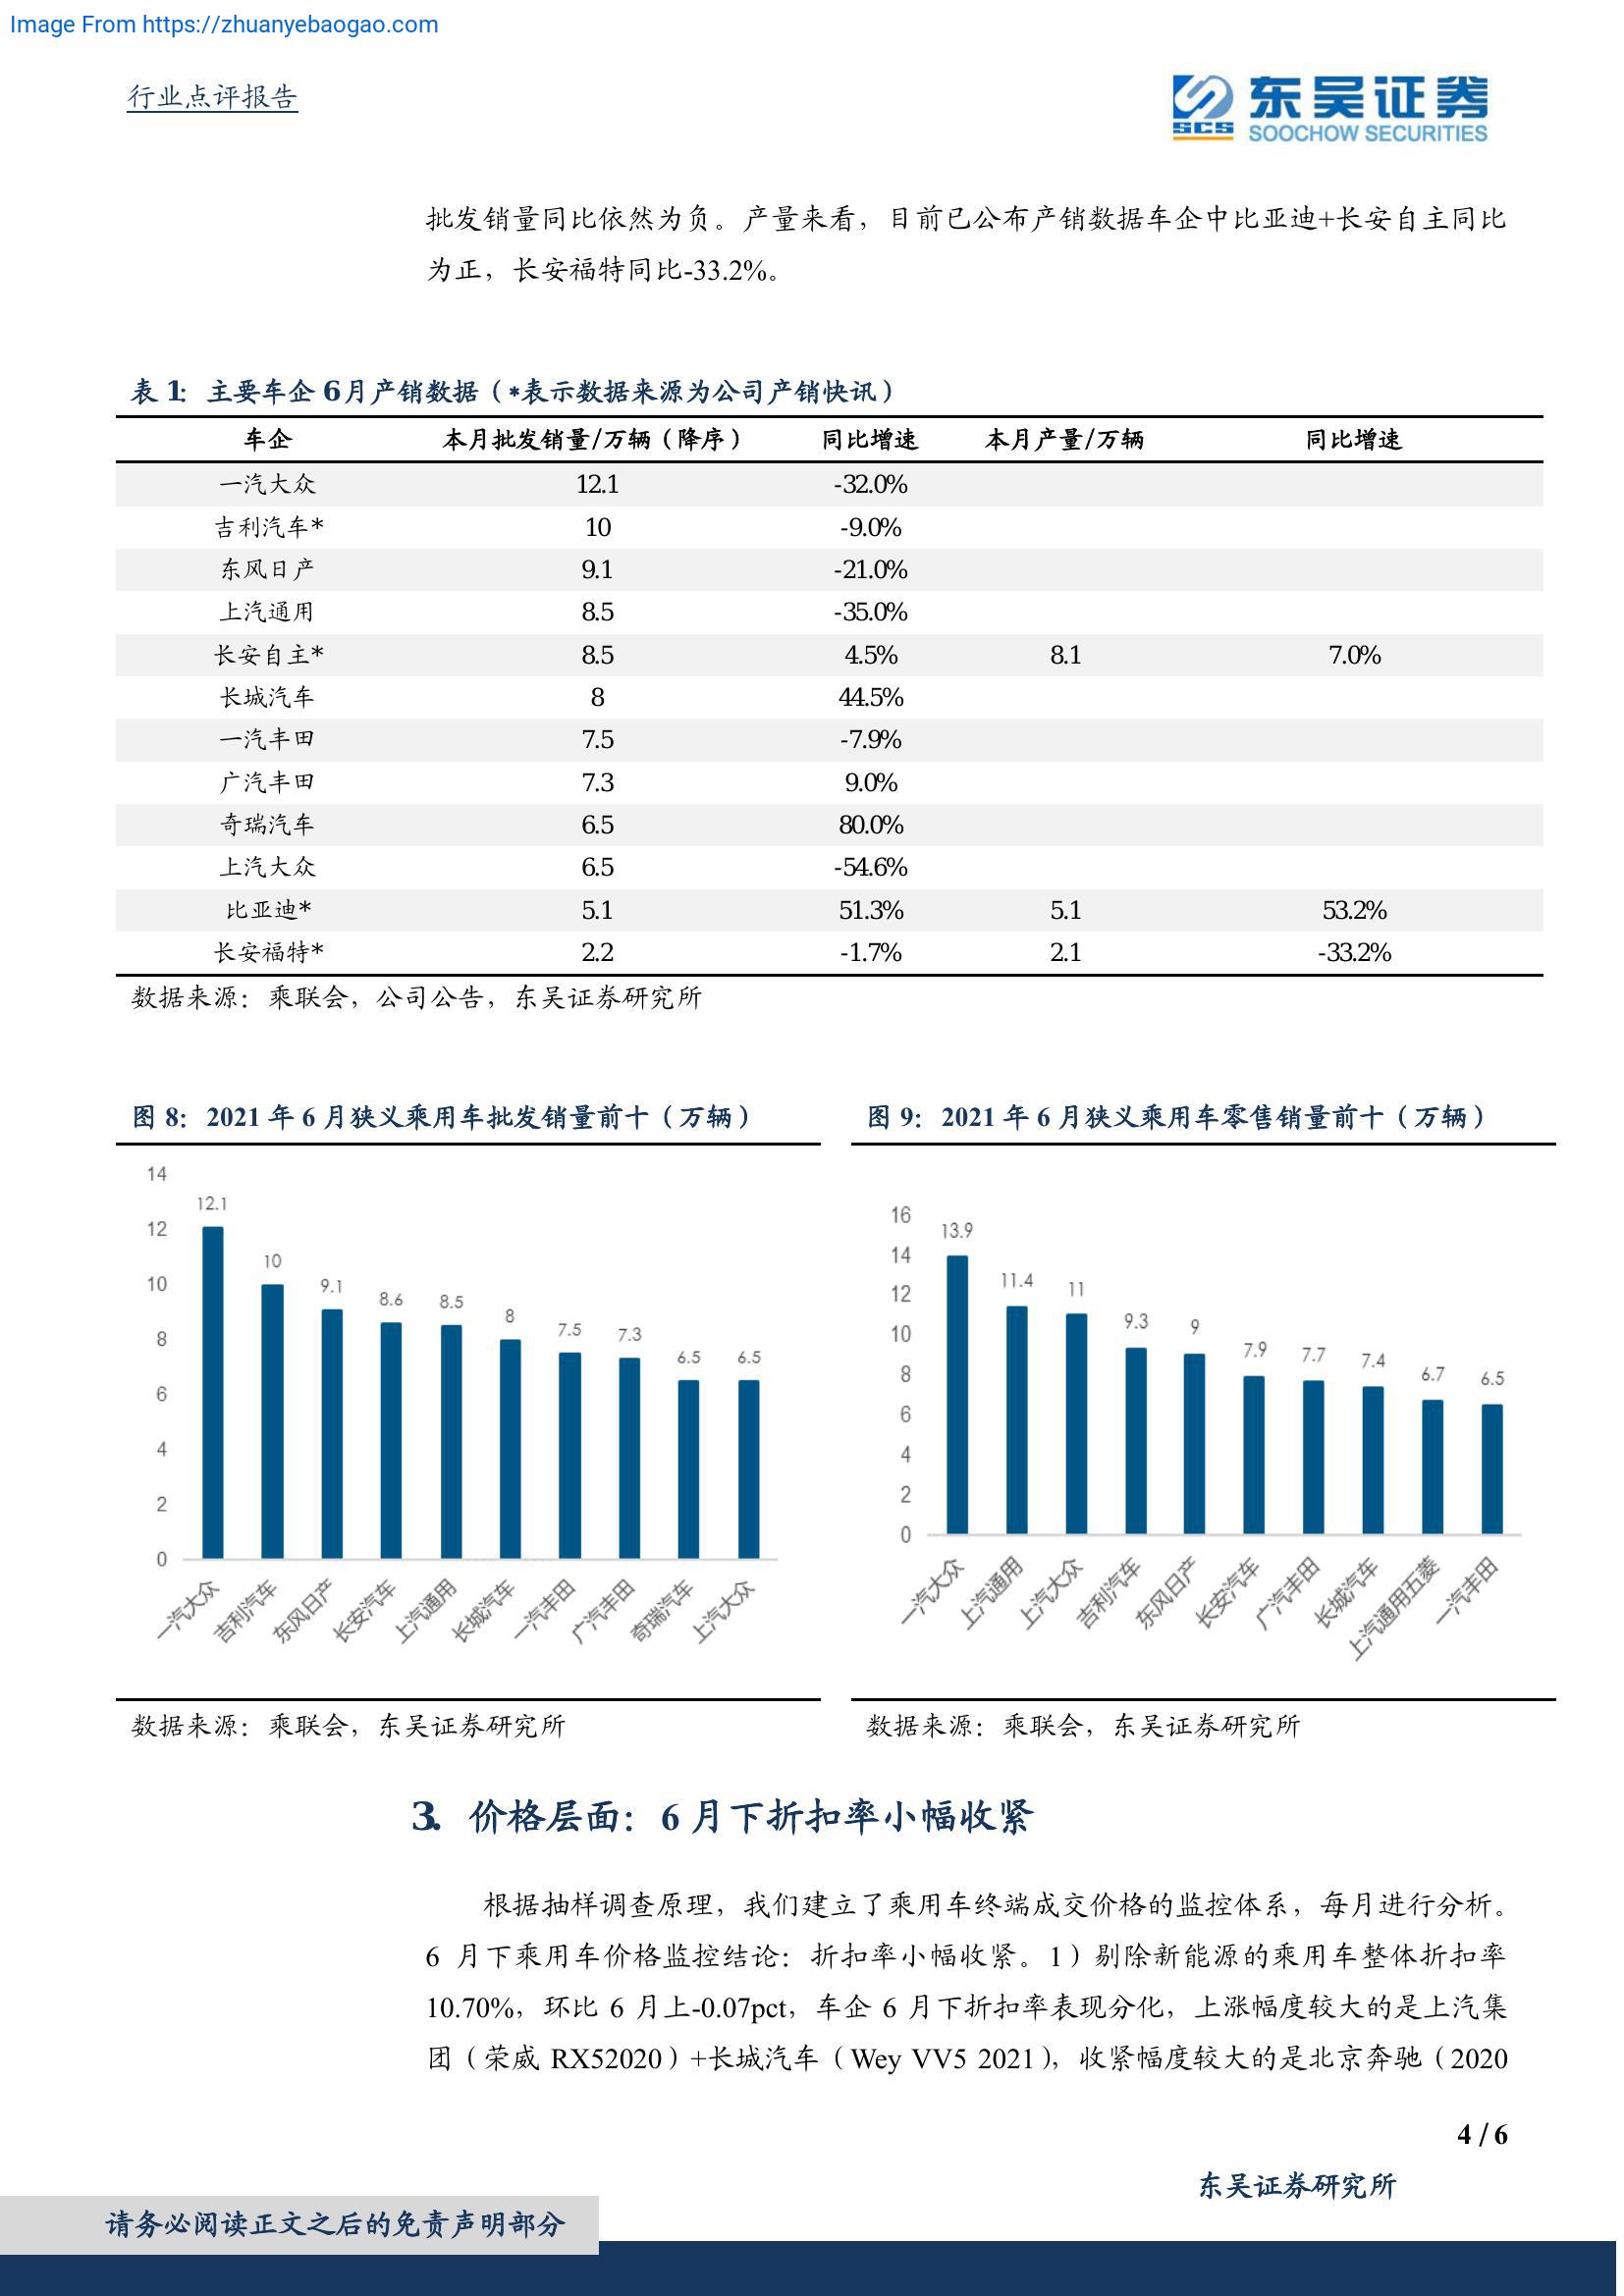 Image From https://zhuanyebaogao.com
行业点评报告
SCS 东吴证券
SOOCHOW SECURITIES
批发销量同比依然为负。产量来看，目前已公布产销数据车企中比亚迪+长安自主同比
为正，长安福特同比-33.2%。
表 1：主要车企 6 月产销数据（*表示数据来源为公司产销快讯）
车企 本月批发销量/万辆（降序） 同比增速 本月产量/万辆 同比增速
一汽大众 12.1 -32.0%
吉利汽车* 10 -9.0%
东风日产 9.1 -21.0%
上汽通用 8.5 -35.0%
长安自主* 8.5 4.5% 8.1 7.0%
长城汽车 8 44.5%
一汽丰田 7.5 -7.9%
广汽丰田 7.3 9.0%
奇瑞汽车 6.5 80.0%
上汽大众 6.5 -54.6%
比亚迪* 5.1 51.3% 5.1 53.2%
长安福特* 2.2 -1.7% 2.1 -33.2%
数据来源：乘联会，公司公告，东吴证券研究所
图 8：2021 年 6 月狭义乘用车批发销量前十（万辆）
14
12
10
8
6
4
2
0
12.1 10 9.1 8.6 8.5 8 7.5 7.3 6.5 6.5
一汽大众 吉利汽车 东风日产 长安汽车 上汽通用 长城汽车 一汽丰田 广汽丰田 奇瑞汽车 上汽大众
数据来源：乘联会，东吴证券研究所
图 9：2021 年 6 月狭义乘用车零售销量前十（万辆）
16
14
12
10
8
6
4
2
0
13.9 11.4 11 9.3 9 7.9 7.7 7.4 6.7 6.5
一汽大众 上汽通用 上汽大众 吉利汽车 东风日产 长安汽车 广汽丰田 长城汽车 上汽通用五菱 一汽丰田
数据来源：乘联会，东吴证券研究所
3. 价格层面：6 月下折扣率小幅收紧
根据抽样调查原理，我们建立了乘用车终端成交价格的监控体系，每月进行分析。
6 月下乘用车价格监控结论：折扣率小幅收紧。1）剔除新能源的乘用车整体折扣率
10.70%，环比 6 月上-0.07pct，车企 6 月下折扣率表现分化，上涨幅度较大的是上汽集
团（荣威 RX52020）+长城汽车（Wey VV5 2021），收紧幅度较大的是北京奔驰（2020
4 / 6
东吴证券研究所
请务必阅读正文之后的免责声明部分